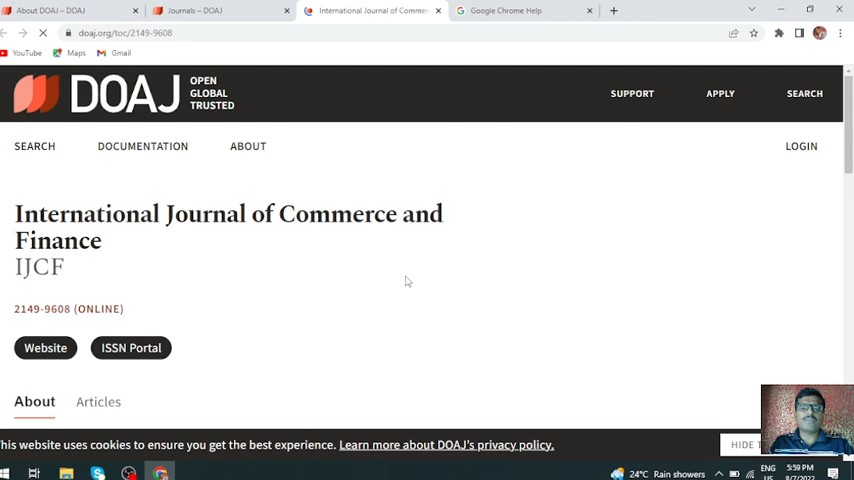 About DOAJ – DOAJ
Journals – DOAJ
International Journal of Commer
Google Chrome Help
doaj.org/toc/2149-9608
YouTube
Maps
Gmail
DOAJ
OPEN
GLOBAL
TRUSTED
SUPPORT
APPLY
SEARCH
SEARCH
DOCUMENTATION
ABOUT
LOGIN
International Journal of Commerce and
Finance
IJCF
2149-9608 (ONLINE)
Website
ISSN Portal
About
Articles
This website uses cookies to ensure you get the best experience. Learn more about DOAJ's privacy policy.
HIDE
24°C Rain showers
ENG
US
5:59 PM
8/7/2022